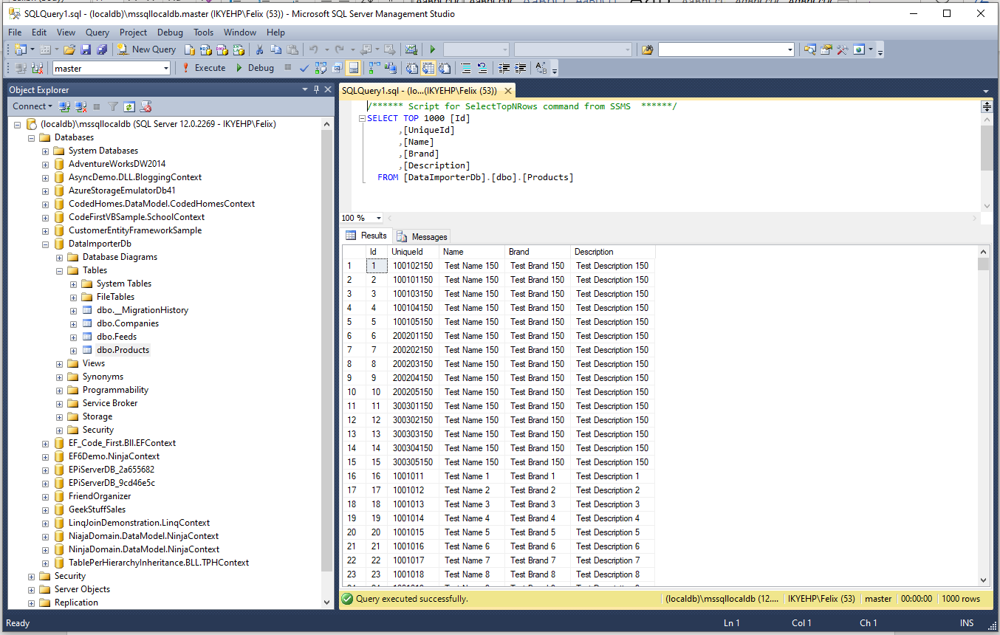 SQLQuery1.sql - (localdb)\mssqllocaldb.master (IKYEHP\Felix (53)) - Microsoft SQL Server Management Studio
File Edit View Query Project Debug Tools Window Help
New Query
master Execute Debug
Object Explorer
Connect
(localdb)\mssqllocaldb (SQL Server 12.0.2269 - IKYEHP\Felix)
Databases
System Databases
AdventureWorksDW2014
AsyncDemo.DLL.BloggingContext
AzureStorageEmulatorDb41
CodedHomes.DataModel.CodedHomesContext
CodeFirstVBSample.SchoolContext
CustomerEntityFrameworkSample
DataImporterDb
Database Diagrams
Tables
System Tables
FileTables
dbo.__MigrationHistory
dbo.Companies
dbo.Feeds
dbo.Products
Views
Synonyms
Programmability
Service Broker
Storage
Security
EF_Code_First.Bll.EFContext
EF6Demo.NinjaContext
EPiServerDB_2a655682
EPiServerDB_9cd46e5c
FriendOrganizer
GeekStuffSales
LinqJoinDemonstration.LinqContext
NiajaDomain.DataModel.NinjaContext
NinjaDomain.DataModel.NinjaContext
TablePerHierarchyInheritance.BLL.TPHContext
Security
Server Objects
Replication
SQLQuery1.sql - (lo...(IKYEHP\Felix (53))
/****** Script for SelectTopNRows command from SSMS ******/
SELECT TOP 1000 [Id]
,[UniqueId]
,[Name]
,[Brand]
,[Description]
FROM [DataImporterDb].[dbo].[Products]
100 %
Results Messages
Id UniqueId Name Brand Description
1 1 100102150 Test Name 150 Test Brand 150 Test Description 150
2 2 100101150 Test Name 150 Test Brand 150 Test Description 150
3 3 100103150 Test Name 150 Test Brand 150 Test Description 150
4 4 100104150 Test Name 150 Test Brand 150 Test Description 150
5 5 100105150 Test Name 150 Test Brand 150 Test Description 150
6 6 200201150 Test Name 150 Test Brand 150 Test Description 150
7 7 200202150 Test Name 150 Test Brand 150 Test Description 150
8 8 200203150 Test Name 150 Test Brand 150 Test Description 150
9 9 200204150 Test Name 150 Test Brand 150 Test Description 150
10 10 200205150 Test Name 150 Test Brand 150 Test Description 150
11 11 300301150 Test Name 150 Test Brand 150 Test Description 150
12 12 300302150 Test Name 150 Test Brand 150 Test Description 150
13 13 300303150 Test Name 150 Test Brand 150 Test Description 150
14 14 300304150 Test Name 150 Test Brand 150 Test Description 150
15 15 300305150 Test Name 150 Test Brand 150 Test Description 150
16 16 1001011 Test Name 1 Test Brand 1 Test Description 1
17 17 1001012 Test Name 2 Test Brand 2 Test Description 2
18 18 1001013 Test Name 3 Test Brand 3 Test Description 3
19 19 1001014 Test Name 4 Test Brand 4 Test Description 4
20 20 1001015 Test Name 5 Test Brand 5 Test Description 5
21 21 1001016 Test Name 6 Test Brand 6 Test Description 6
22 22 1001017 Test Name 7 Test Brand 7 Test Description 7
23 23 1001018 Test Name 8 Test Brand 8 Test Description 8
Query executed successfully. (localdb)\mssqllocaldb (12.... IKYEHP\Felix (53) master 00:00:00 1000 rows
Ready Ln 1 Col 1 Ch 1 INS